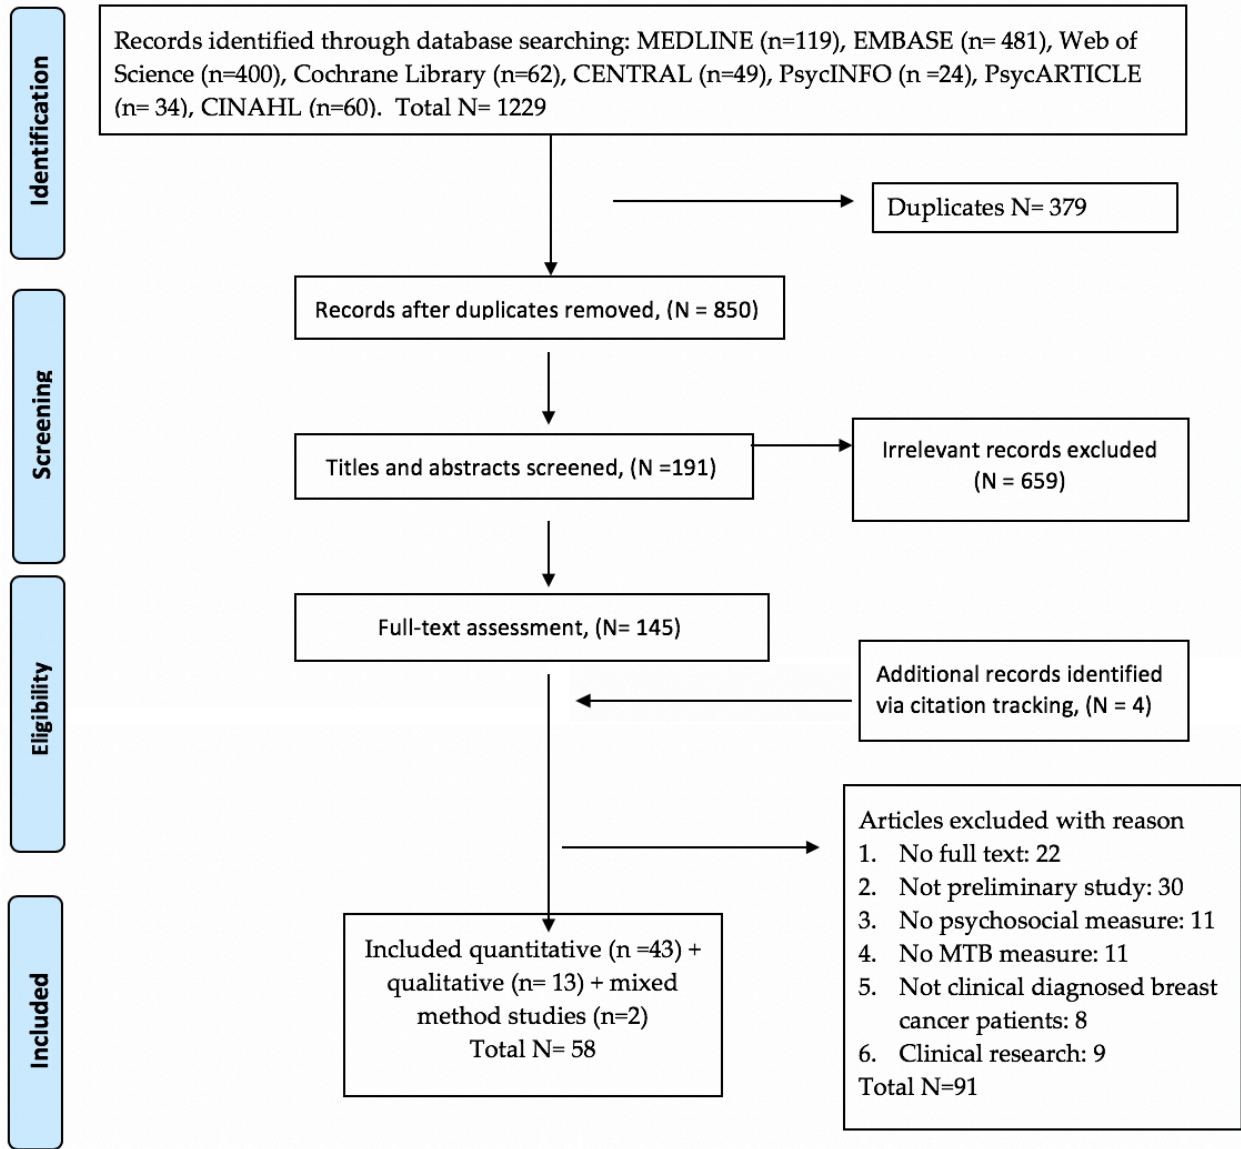 Identification
Records identified through database searching: MEDLINE (n=119), EMBASE (n= 481), Web of
Science (n=400), Cochrane Library (n=62), CENTRAL (n=49), PsycINFO (n =24), PsycARTICLE
(n= 34), CINAHL (n=60).  Total N= 1229
Duplicates N= 379
Screening
Records after duplicates removed, (N = 850)
Titles and abstracts screened, (N =191)
Irrelevant records excluded
(N = 659)
Eligibility
Full-text assessment, (N= 145)
Additional records identified
via citation tracking, (N = 4)
Articles excluded with reason
1. No full text: 22
2. Not preliminary study: 30
3. No psychosocial measure: 11
4. No MTB measure: 11
5. Not clinical diagnosed breast
cancer patients: 8
6. Clinical research: 9
Total N=91
Included
Included quantitative (n =43) +
qualitative (n= 13) + mixed
method studies (n=2)
Total N= 58